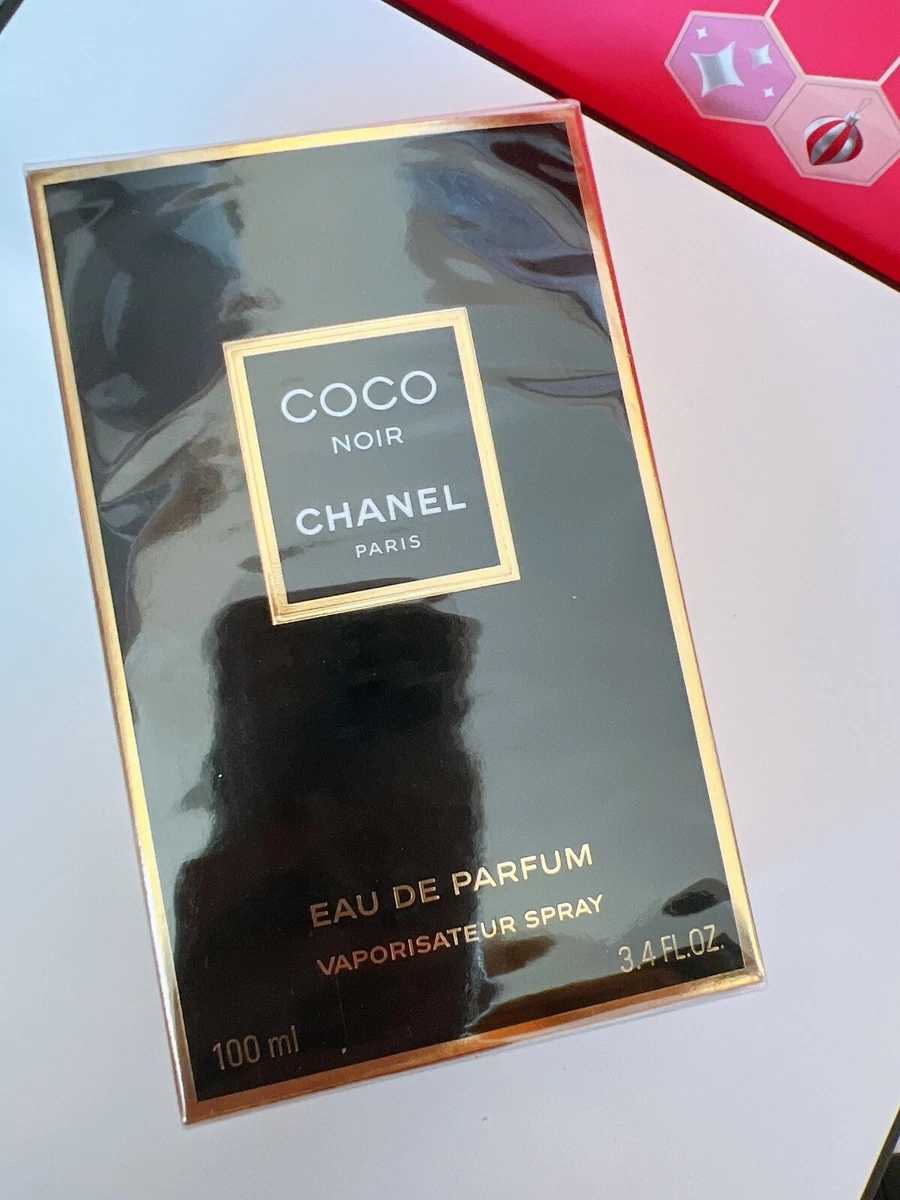 COCO
NOIR
CHANEL
PARIS
EAU DE PARFUM
VAPORISATEUR SPRAY
3.4 FL.OZ.
100 ml